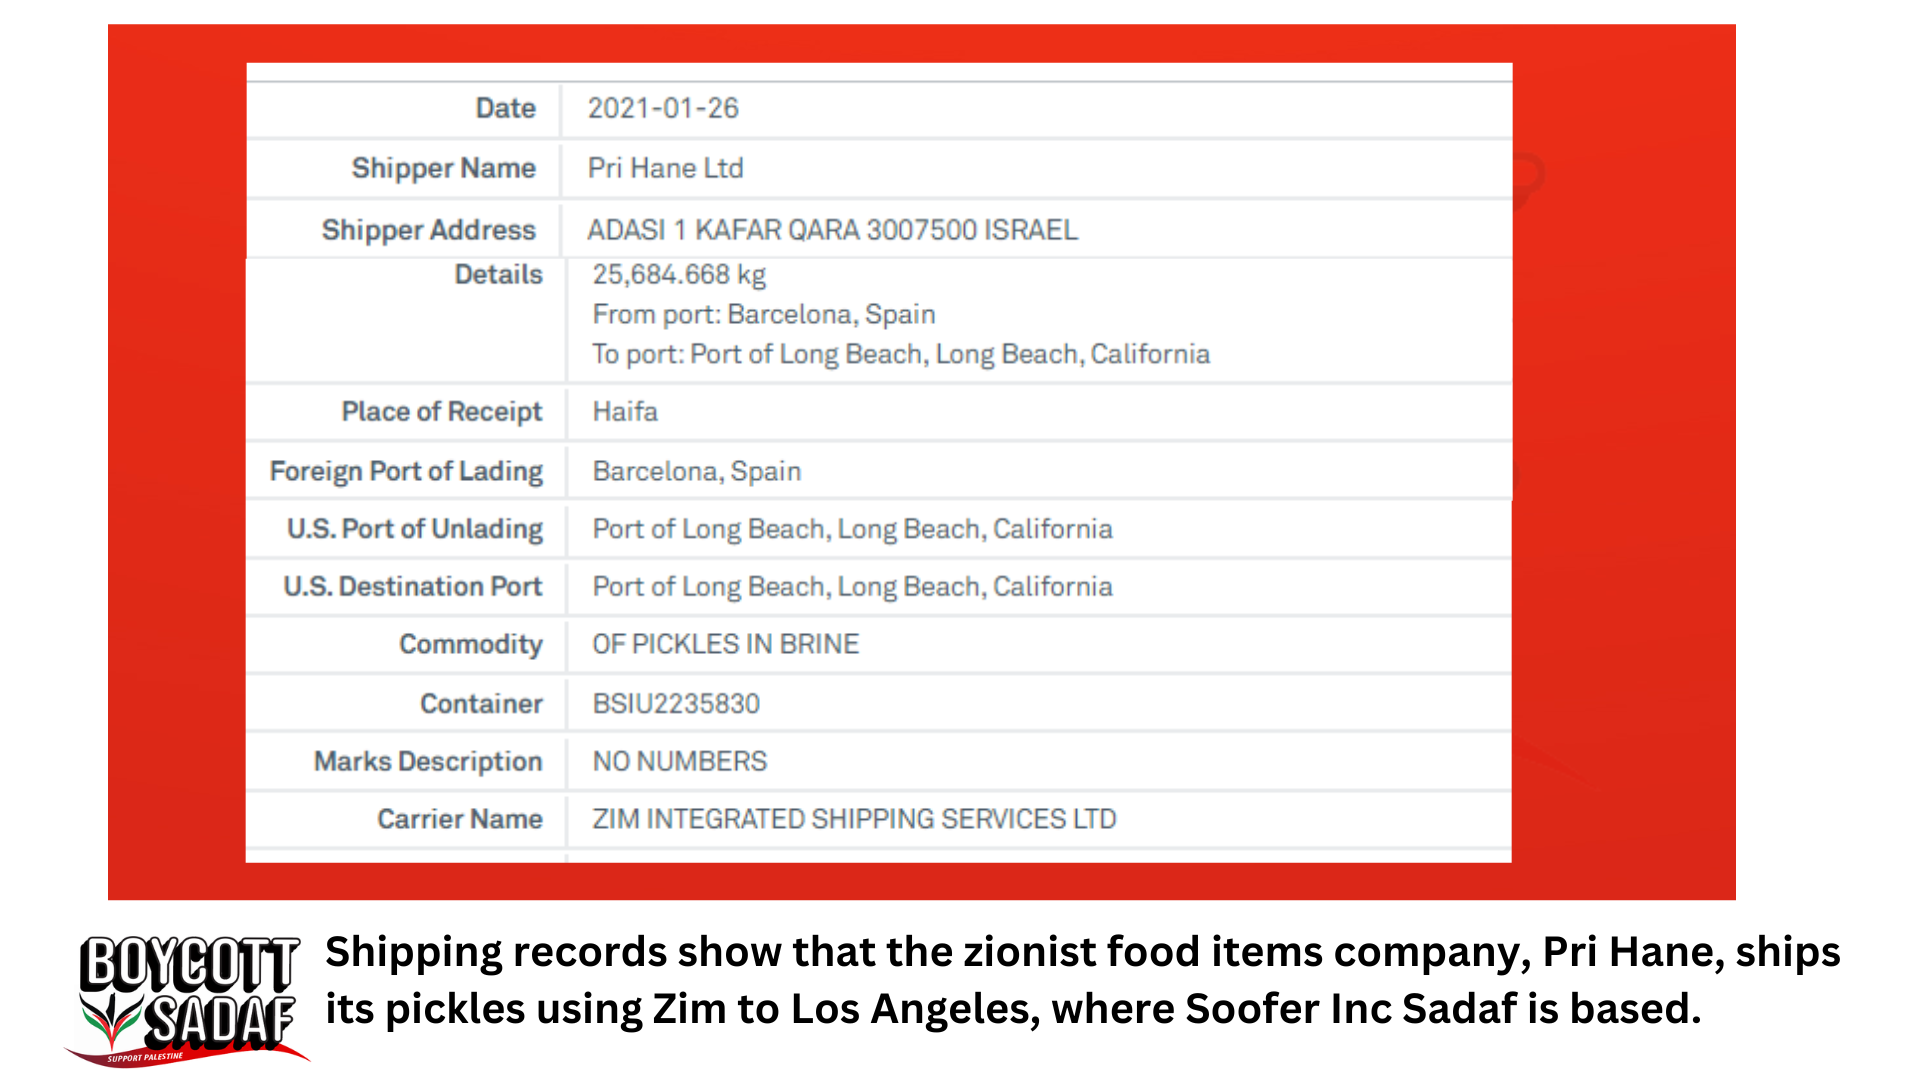 Date 2021-01-26
Shipper Name Pri Hane Ltd
Shipper Address ADASI 1 KAFAR QARA 3007500 ISRAEL
Details 25,684.668 kg
From port: Barcelona, Spain
To port: Port of Long Beach, Long Beach, California
Place of Receipt Haifa
Foreign Port of Lading Barcelona, Spain
U.S. Port of Unlading Port of Long Beach, Long Beach, California
U.S. Destination Port Port of Long Beach, Long Beach, California
Commodity OF PICKLES IN BRINE
Container BSIU2235830
Marks Description NO NUMBERS
Carrier Name ZIM INTEGRATED SHIPPING SERVICES LTD
BOYCOTT
SADAF
SUPPORT PALESTINE
Shipping records show that the zionist food items company, Pri Hane, ships
its pickles using Zim to Los Angeles, where Soofer Inc Sadaf is based.